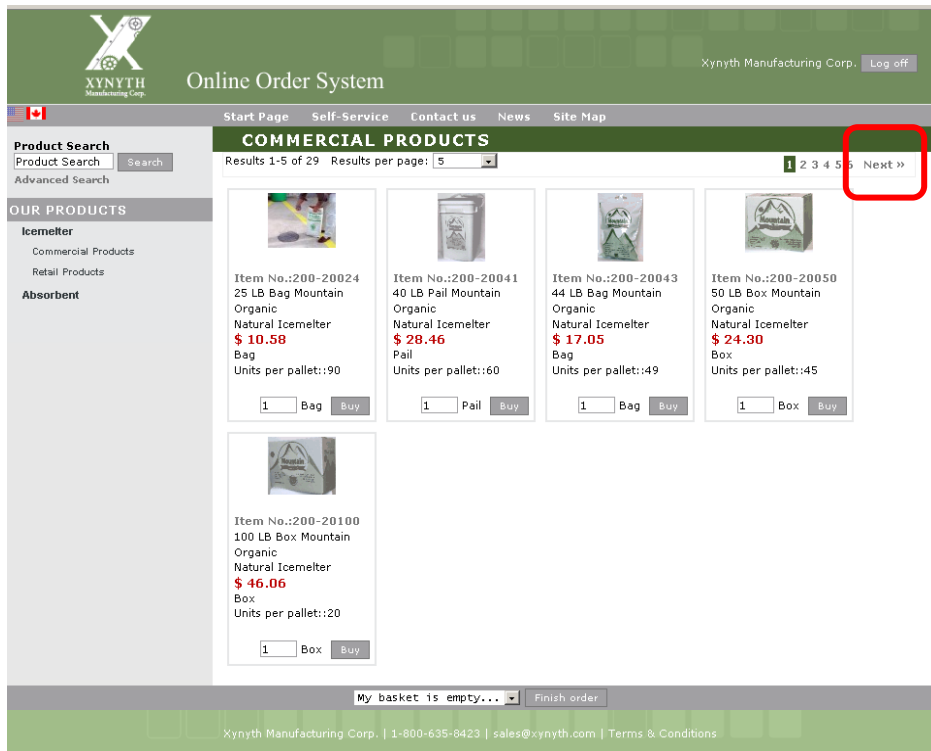 XYNYTH
Manufacturing Corp.
Online Order System
Xynyth Manufacturing Corp. Log off
Start Page Self-Service Contact us News Site Map
Product Search
Product Search Search
Advanced Search
OUR PRODUCTS
Icemelter
Commercial Products
Retail Products
Absorbent
COMMERCIAL PRODUCTS
Results 1-5 of 29 Results per page: 5
1 2 3 4 5 6 Next »
Item No.:200-20024
25 LB Bag Mountain
Organic
Natural Icemelter
$ 10.58
Bag
Units per pallet::90
1 Bag Buy
Item No.:200-20041
40 LB Pail Mountain
Organic
Natural Icemelter
$ 28.46
Pail
Units per pallet::60
1 Pail Buy
Mountain
Item No.:200-20043
44 LB Bag Mountain
Organic
Natural Icemelter
$ 17.05
Bag
Units per pallet::49
1 Bag Buy
Mountain
Item No.:200-20050
50 LB Box Mountain
Organic
Natural Icemelter
$ 24.30
Box
Units per pallet::45
1 Box Buy
Mountain
Item No.:200-20100
100 LB Box Mountain
Organic
Natural Icemelter
$ 46.06
Box
Units per pallet::20
1 Box Buy
My basket is empty... Finish order
Xynyth Manufacturing Corp. | 1-800-635-8423 | sales@xynyth.com | Terms & Conditions